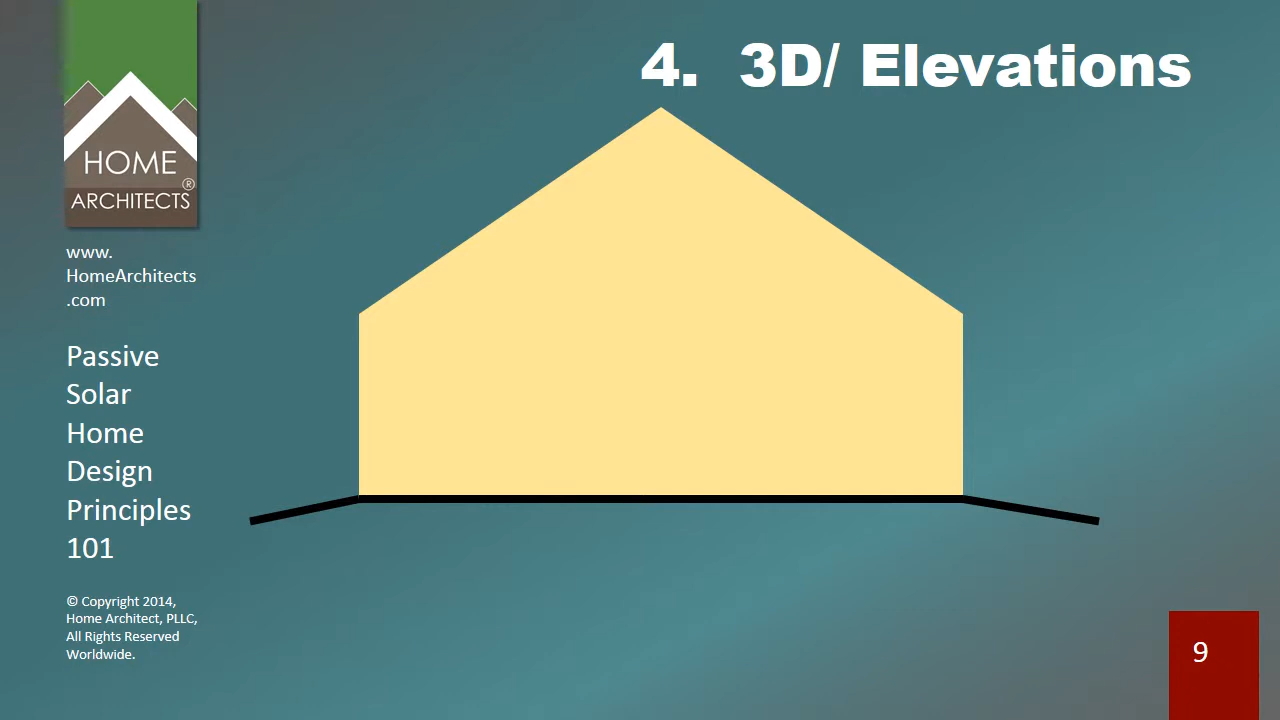 4. 3D/ Elevations
HOME
®
ARCHITECTS
www.
HomeArchitects
.com
Passive
Solar
Home
Design
Principles
101
© Copyright 2014,
Home Architect, PLLC,
All Rights Reserved
Worldwide.
9